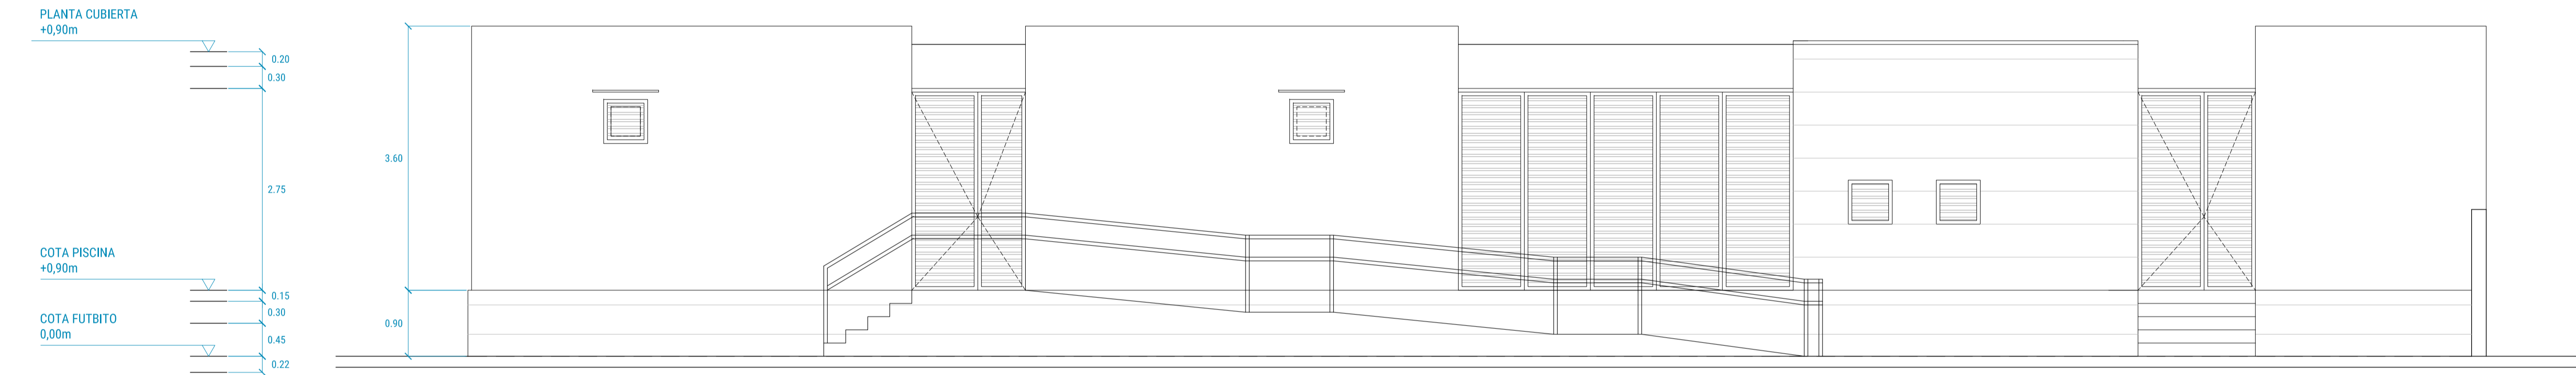 PLANTA CUBIERTA
+0,90m
0.20
0.30
2.75
3.60
COTA PISCINA
+0,90m
0.15
0.30
COTA FUTBITO
0,00m
0.90
0.45
0.22